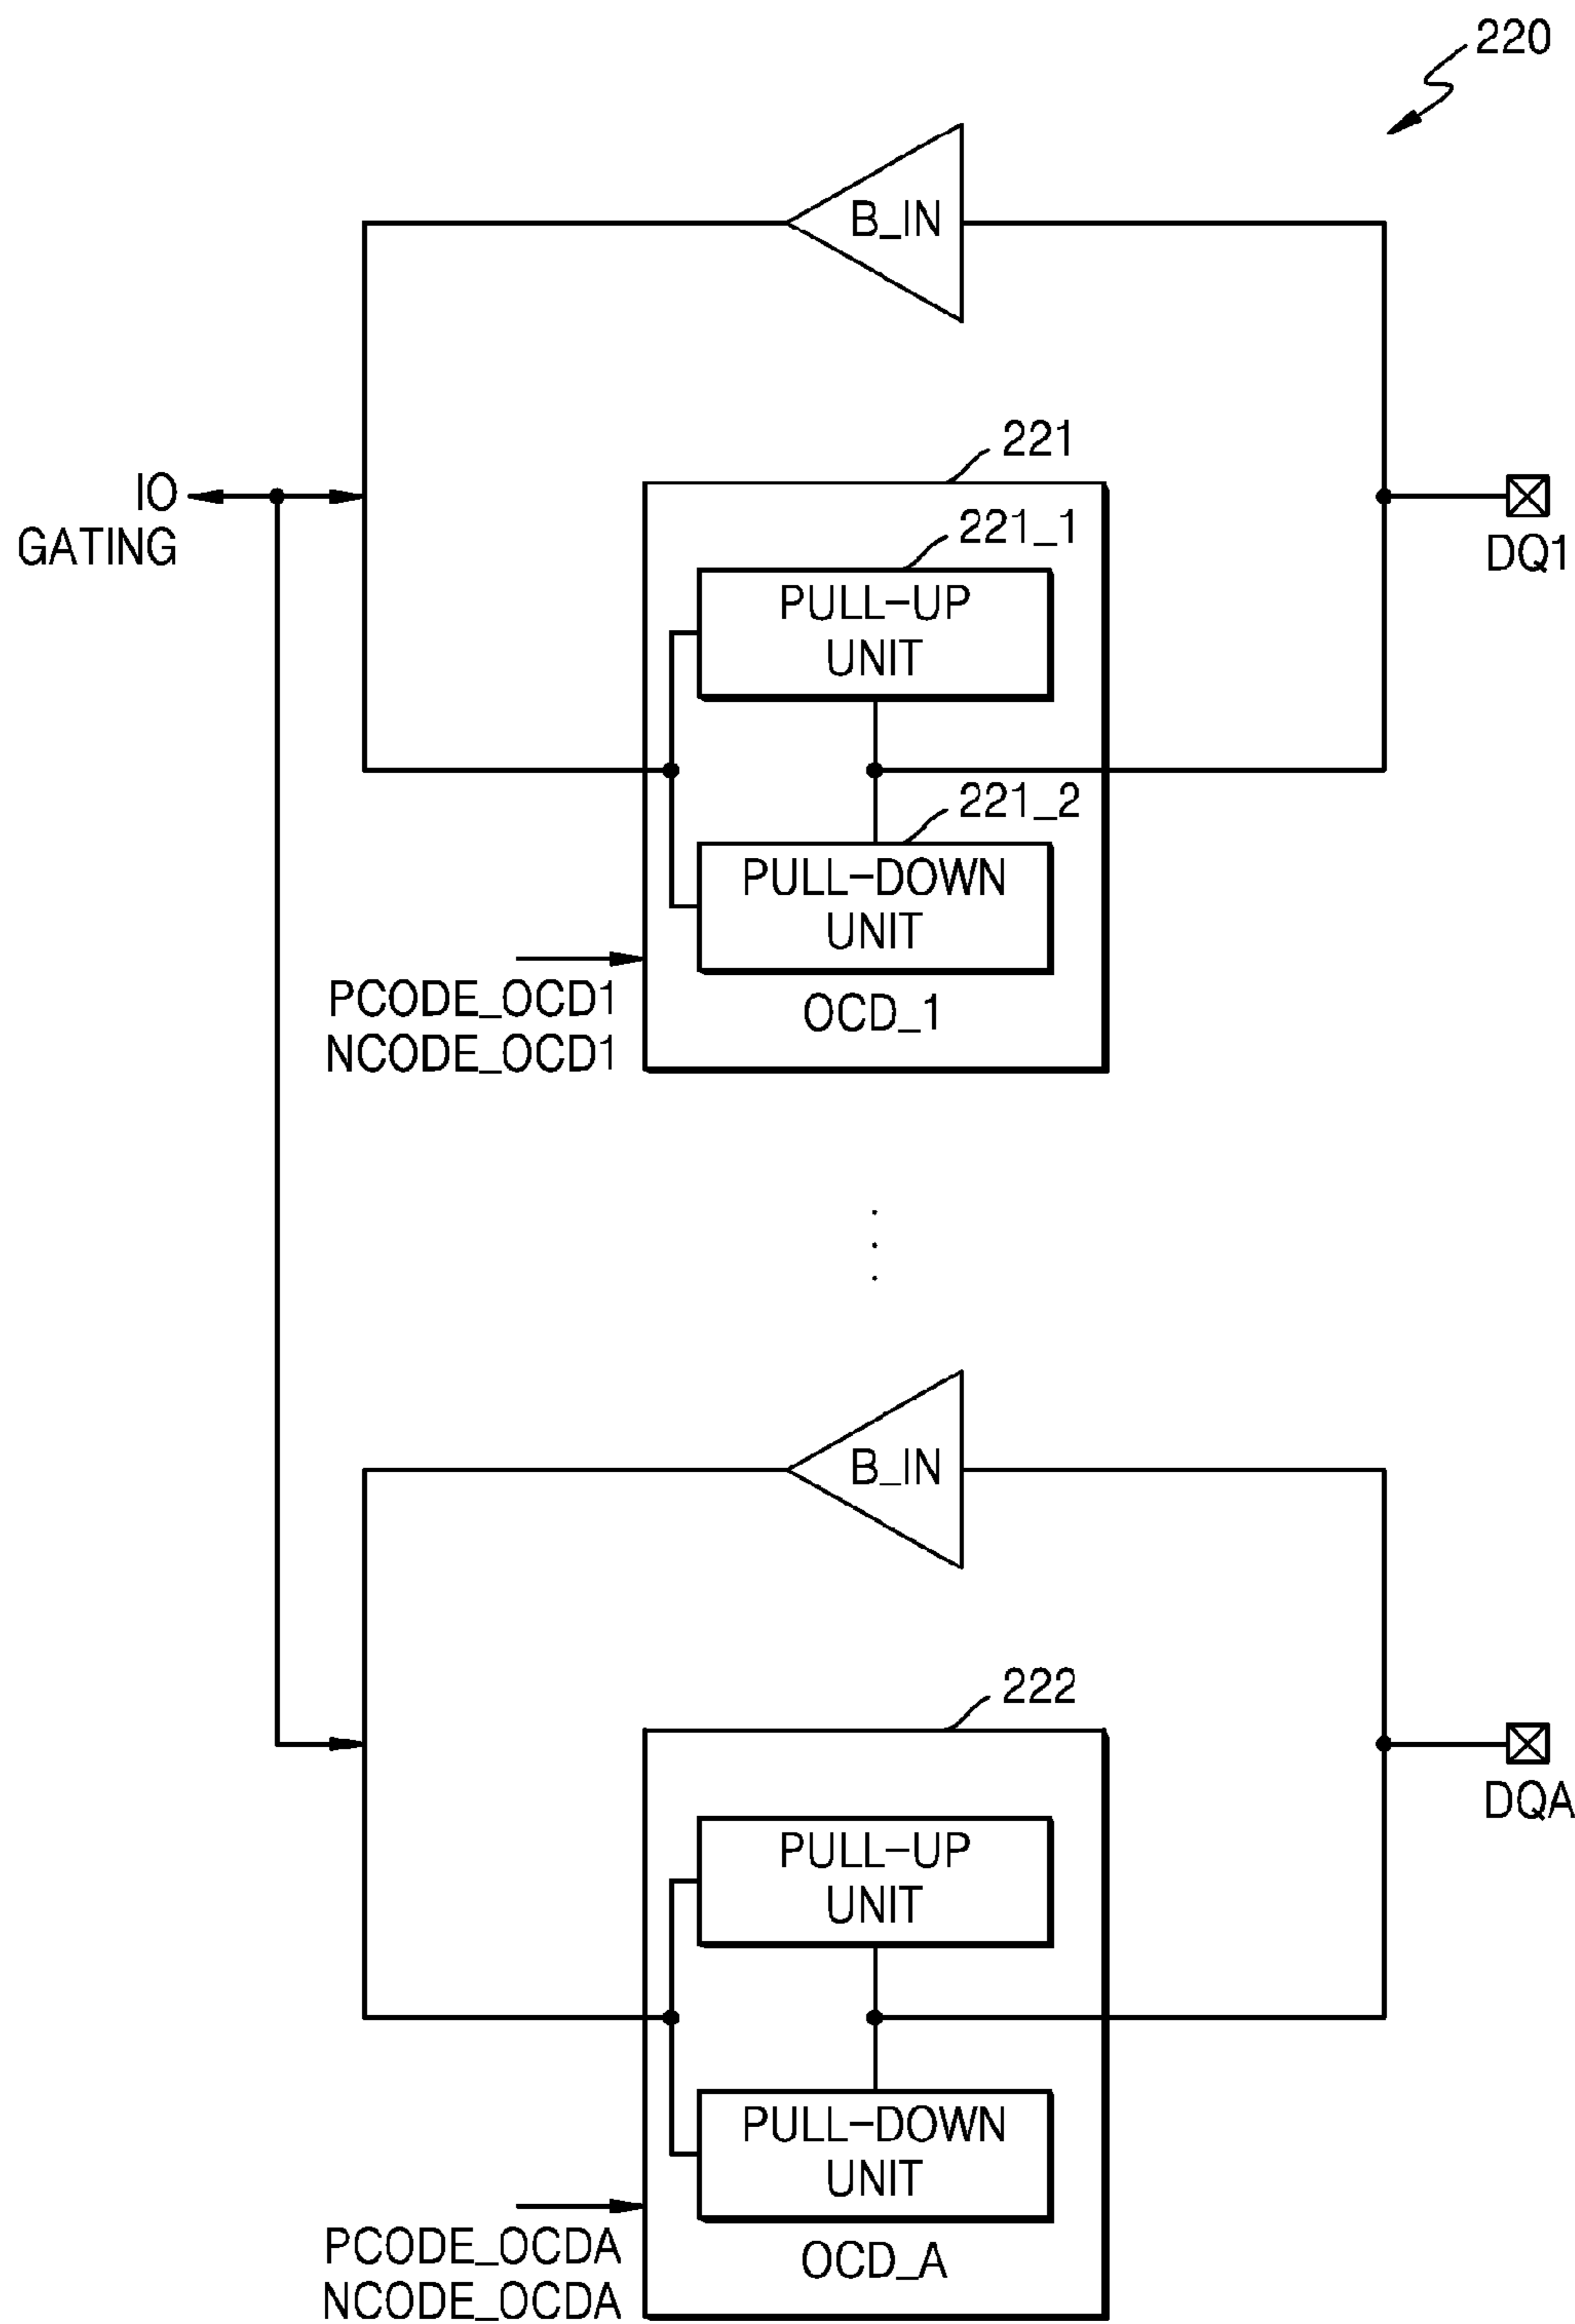 220
B_IN
221
IO
GATING
221_1
DQ1
PULL-UP
UNIT
221_2
PULL-DOWN
UNIT
PCODE_OCD1
NCODE_OCD1
OCD_1
B_IN
222
DQA
PULL-UP
UNIT
PULL-DOWN
UNIT
PCODE_OCDA
NCODE_OCDA
OCD_A